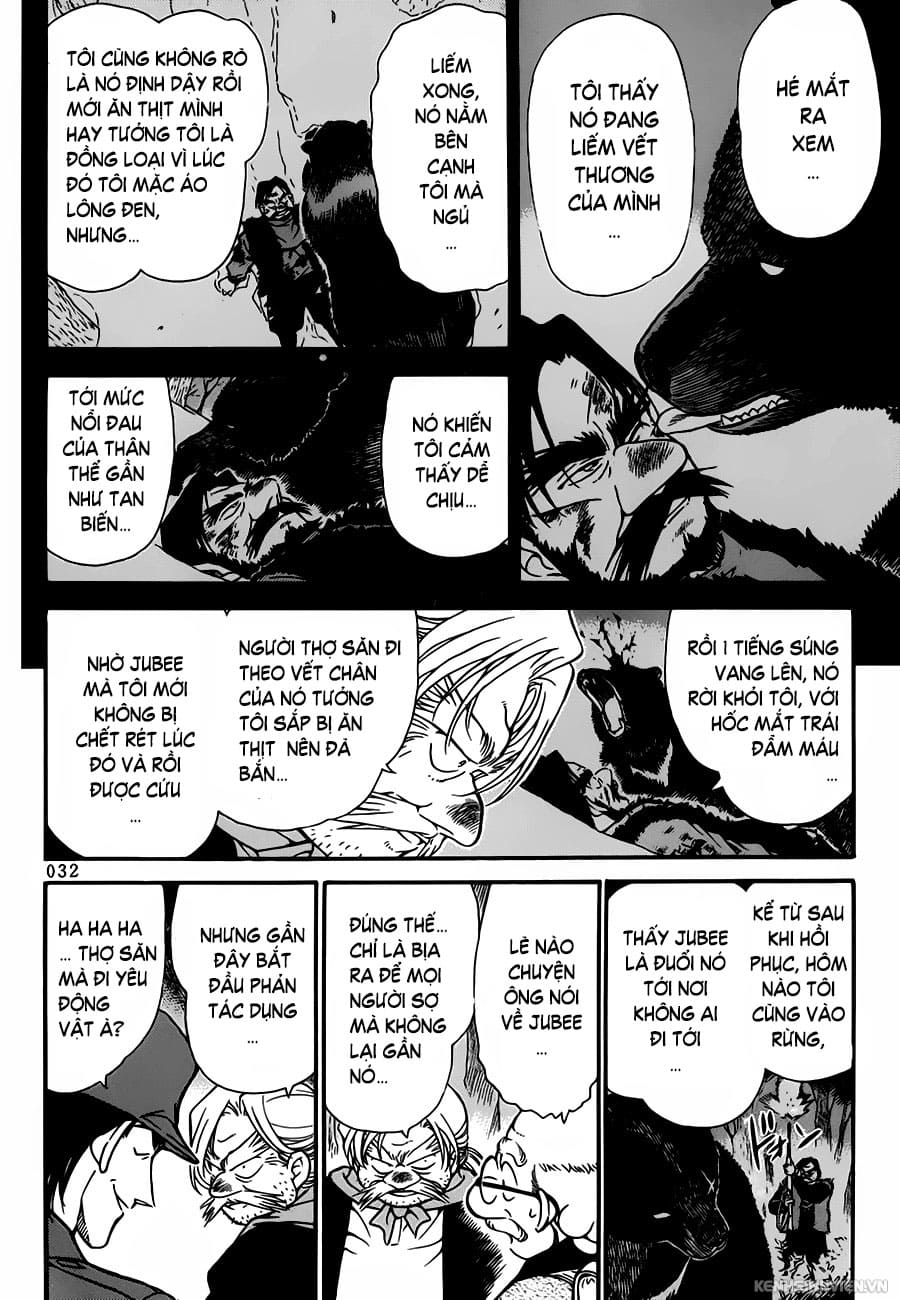 HÉ MẮT
RA
XEM
...
TÔI THẤY
NÓ ĐANG
LIẾM VẾT
THƯƠNG
CỦA MÌNH
...
LIẾM
XONG,
NÓ NẰM
BÊN
CẠNH
TÔI MÀ
NGỦ
...
TÔI CŨNG KHÔNG RÕ
LÀ NÓ ĐỊNH DẬY RỒI
MỚI ĂN THỊT MÌNH
HAY TƯỞNG TÔI LÀ
ĐỒNG LOẠI VÌ LÚC
ĐÓ TÔI MẶC ÁO
LÔNG ĐEN,
NHƯNG...
NÓ KHIẾN
TÔI CẢM
THẤY DỄ
CHỊU...
TỚI MỨC
NỔI ĐAU
CỦA THÂN
THỂ GẦN
NHƯ TAN
BIẾN...
RỒI 1 TIẾNG SÚNG
VANG LÊN, NÓ
RỜI KHỎI TÔI, VỚI
HỐC MẮT TRÁI
ĐẪM MÁU
...
NGƯỜI THỢ SĂN ĐI
THEO VẾT CHÂN
CỦA NÓ TƯỞNG
TÔI SẮP BỊ ĂN
THỊT NÊN ĐÃ
BẮN...
NHỜ JUBEE
MÀ TÔI MỚI
KHÔNG BỊ
CHẾT RÉT LÚC
ĐÓ VÀ RỒI
ĐƯỢC CỨU
...
032
KỂ TỪ SAU
KHI HỒI
PHỤC, HÔM
NÀO TÔI
CŨNG VÀO
RỪNG,
THẤY JUBEE
LÀ ĐUỔI NÓ
TỚI NƠI
KHÔNG AI
ĐI TỚI
...
ドドン
LẼ NÀO
CHUYỆN
ÔNG NÓI
VỀ JUBEE
...
ĐÚNG THẾ...
CHỈ LÀ BỊA
RA ĐỂ MỌI
NGƯỜI SỢ
MÀ KHÔNG
LẠI GẦN
NÓ...
NHƯNG GẦN
ĐÂY BẮT
ĐẦU PHẢN
TÁC DỤNG
...
HA HA HA
... THỢ SĂN
MÀ ĐI YÊU
ĐỘNG
VẬT À?
KENHTRUYEN.VN